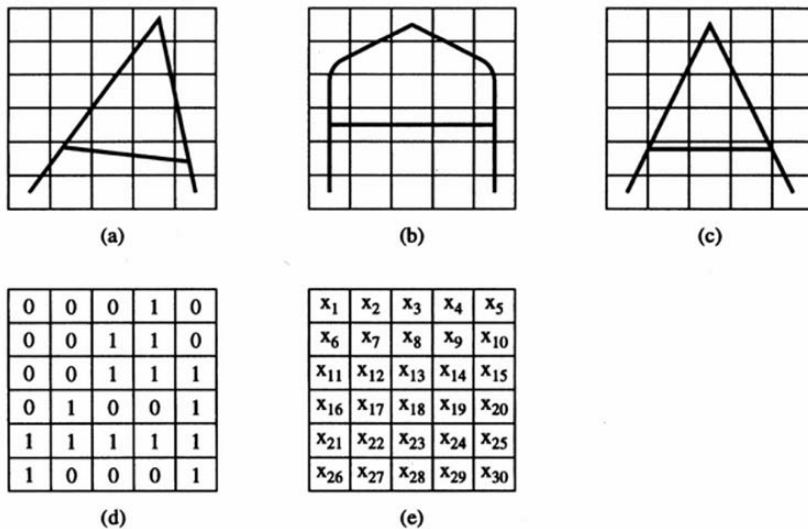 (a) (b) (c)
0 0 0 1 0
0 0 1 1 0
0 0 1 1 1
0 1 0 0 1
1 1 1 1 1
1 0 0 0 1
x₁ x₂ x₃ x₄ x₅
x₆ x₇ x₈ x₉ x₁₀
x₁₁ x₁₂ x₁₃ x₁₄ x₁₅
x₁₆ x₁₇ x₁₈ x₁₉ x₂₀
x₂₁ x₂₂ x₂₃ x₂₄ x₂₅
x₂₆ x₂₇ x₂₈ x₂₉ x₃₀
(d) (e)